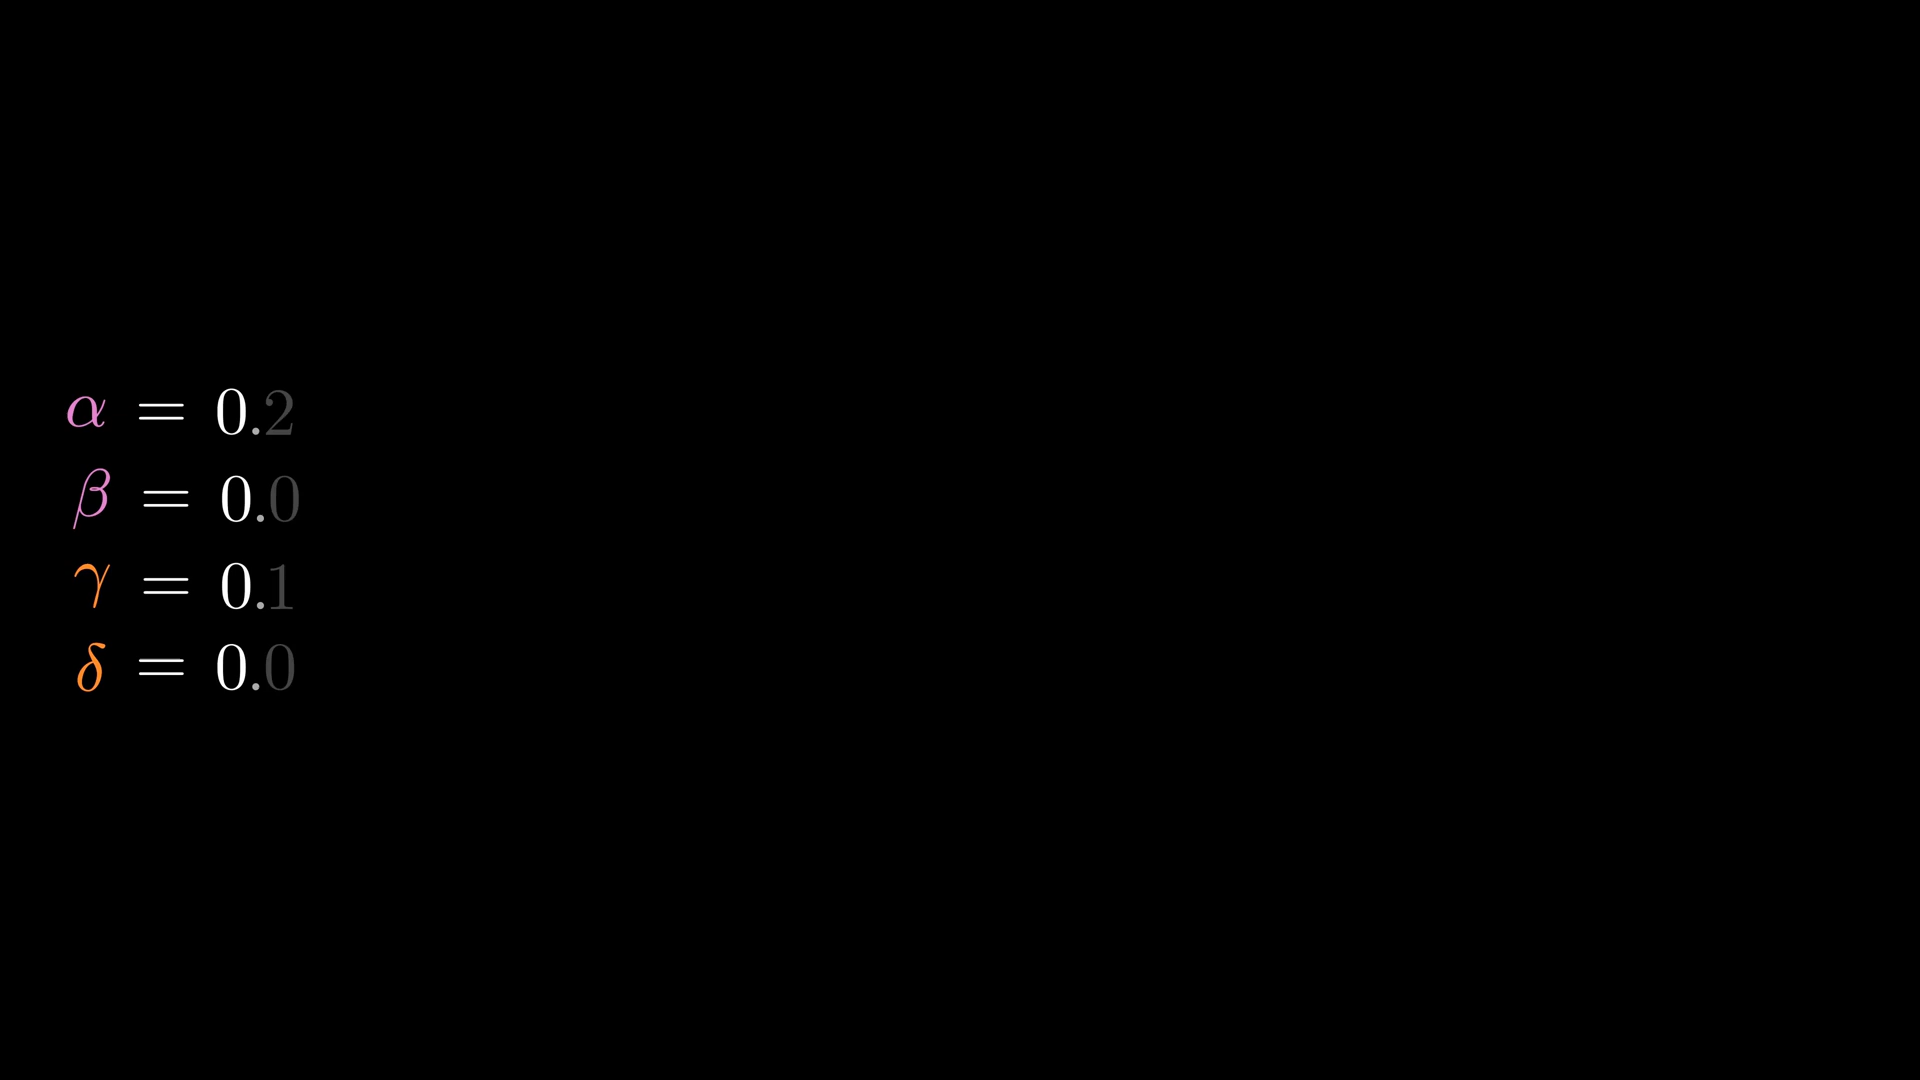 α = 0.2
β = 0.0
γ = 0.1
δ = 0.0